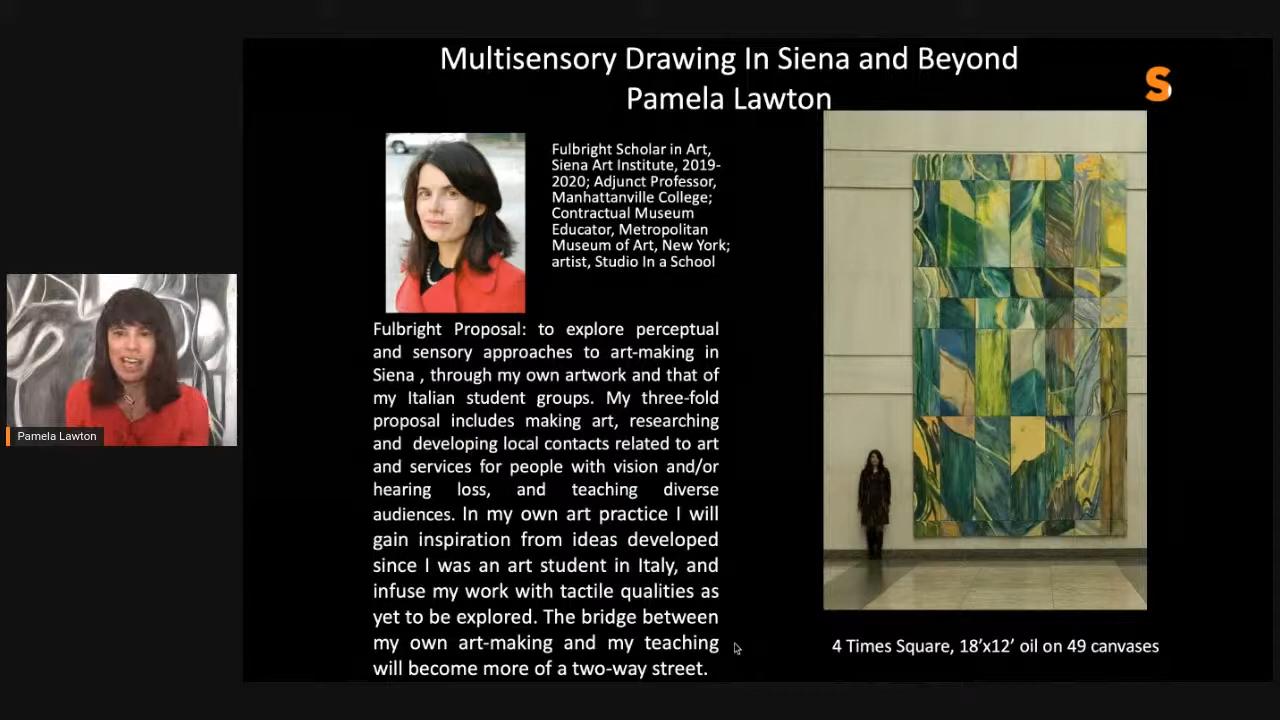 Multisensory Drawing In Siena and Beyond
Pamela Lawton
S
Fulbright Scholar in Art,
Siena Art Institute, 2019-
2020; Adjunct Professor,
Manhattanville College;
Contractual Museum
Educator, Metropolitan
Museum of Art, New York;
artist, Studio In a School
Fulbright Proposal: to explore perceptual
and sensory approaches to art-making in
Siena , through my own artwork and that of
my Italian student groups. My three-fold
proposal includes making art, researching
and developing local contacts related to art
and services for people with vision and/or
hearing loss, and teaching diverse
audiences. In my own art practice I will
gain inspiration from ideas developed
since I was an art student in Italy, and
infuse my work with tactile qualities as
yet to be explored. The bridge between
my own art-making and my teaching
will become more of a two-way street.
4 Times Square, 18’x12’ oil on 49 canvases
Pamela Lawton